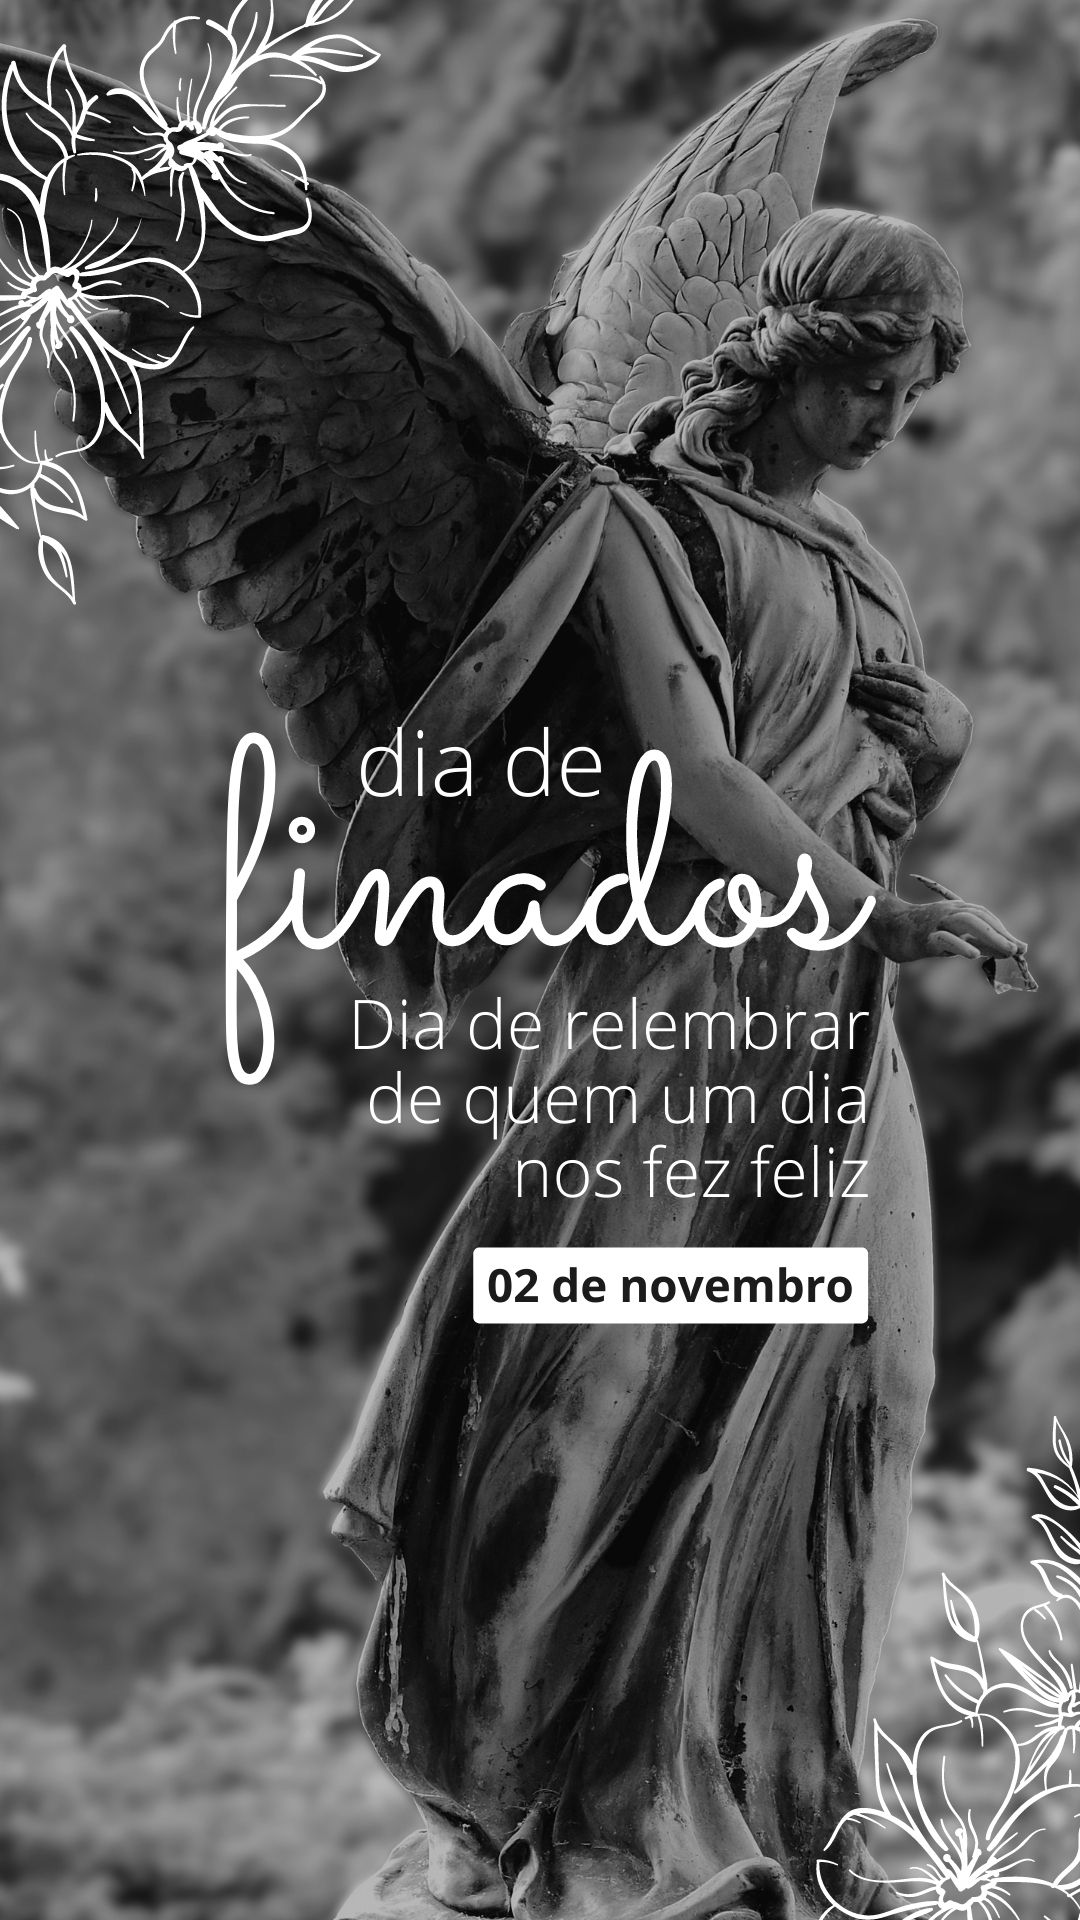 dia de
finados
Dia de relembrar
de quem um dia
nos fez feliz
02 de novembro